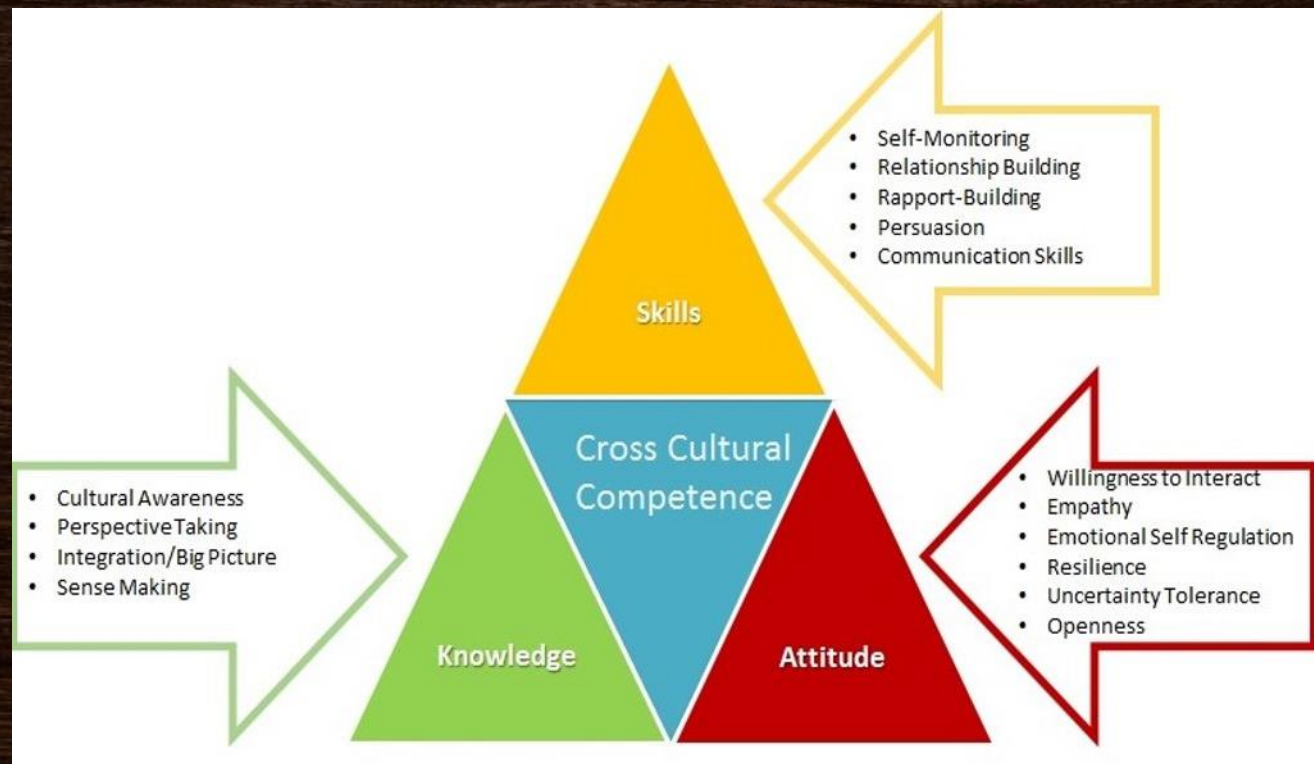 • Self-Monitoring
• Relationship Building
• Rapport-Building
• Persuasion
• Communication Skills
Skills
Cross Cultural
Competence
• Cultural Awareness
• Perspective Taking
• Integration/Big Picture
• Sense Making
Knowledge
• Willingness to Interact
• Empathy
• Emotional Self Regulation
• Resilience
• Uncertainty Tolerance
• Openness
Attitude